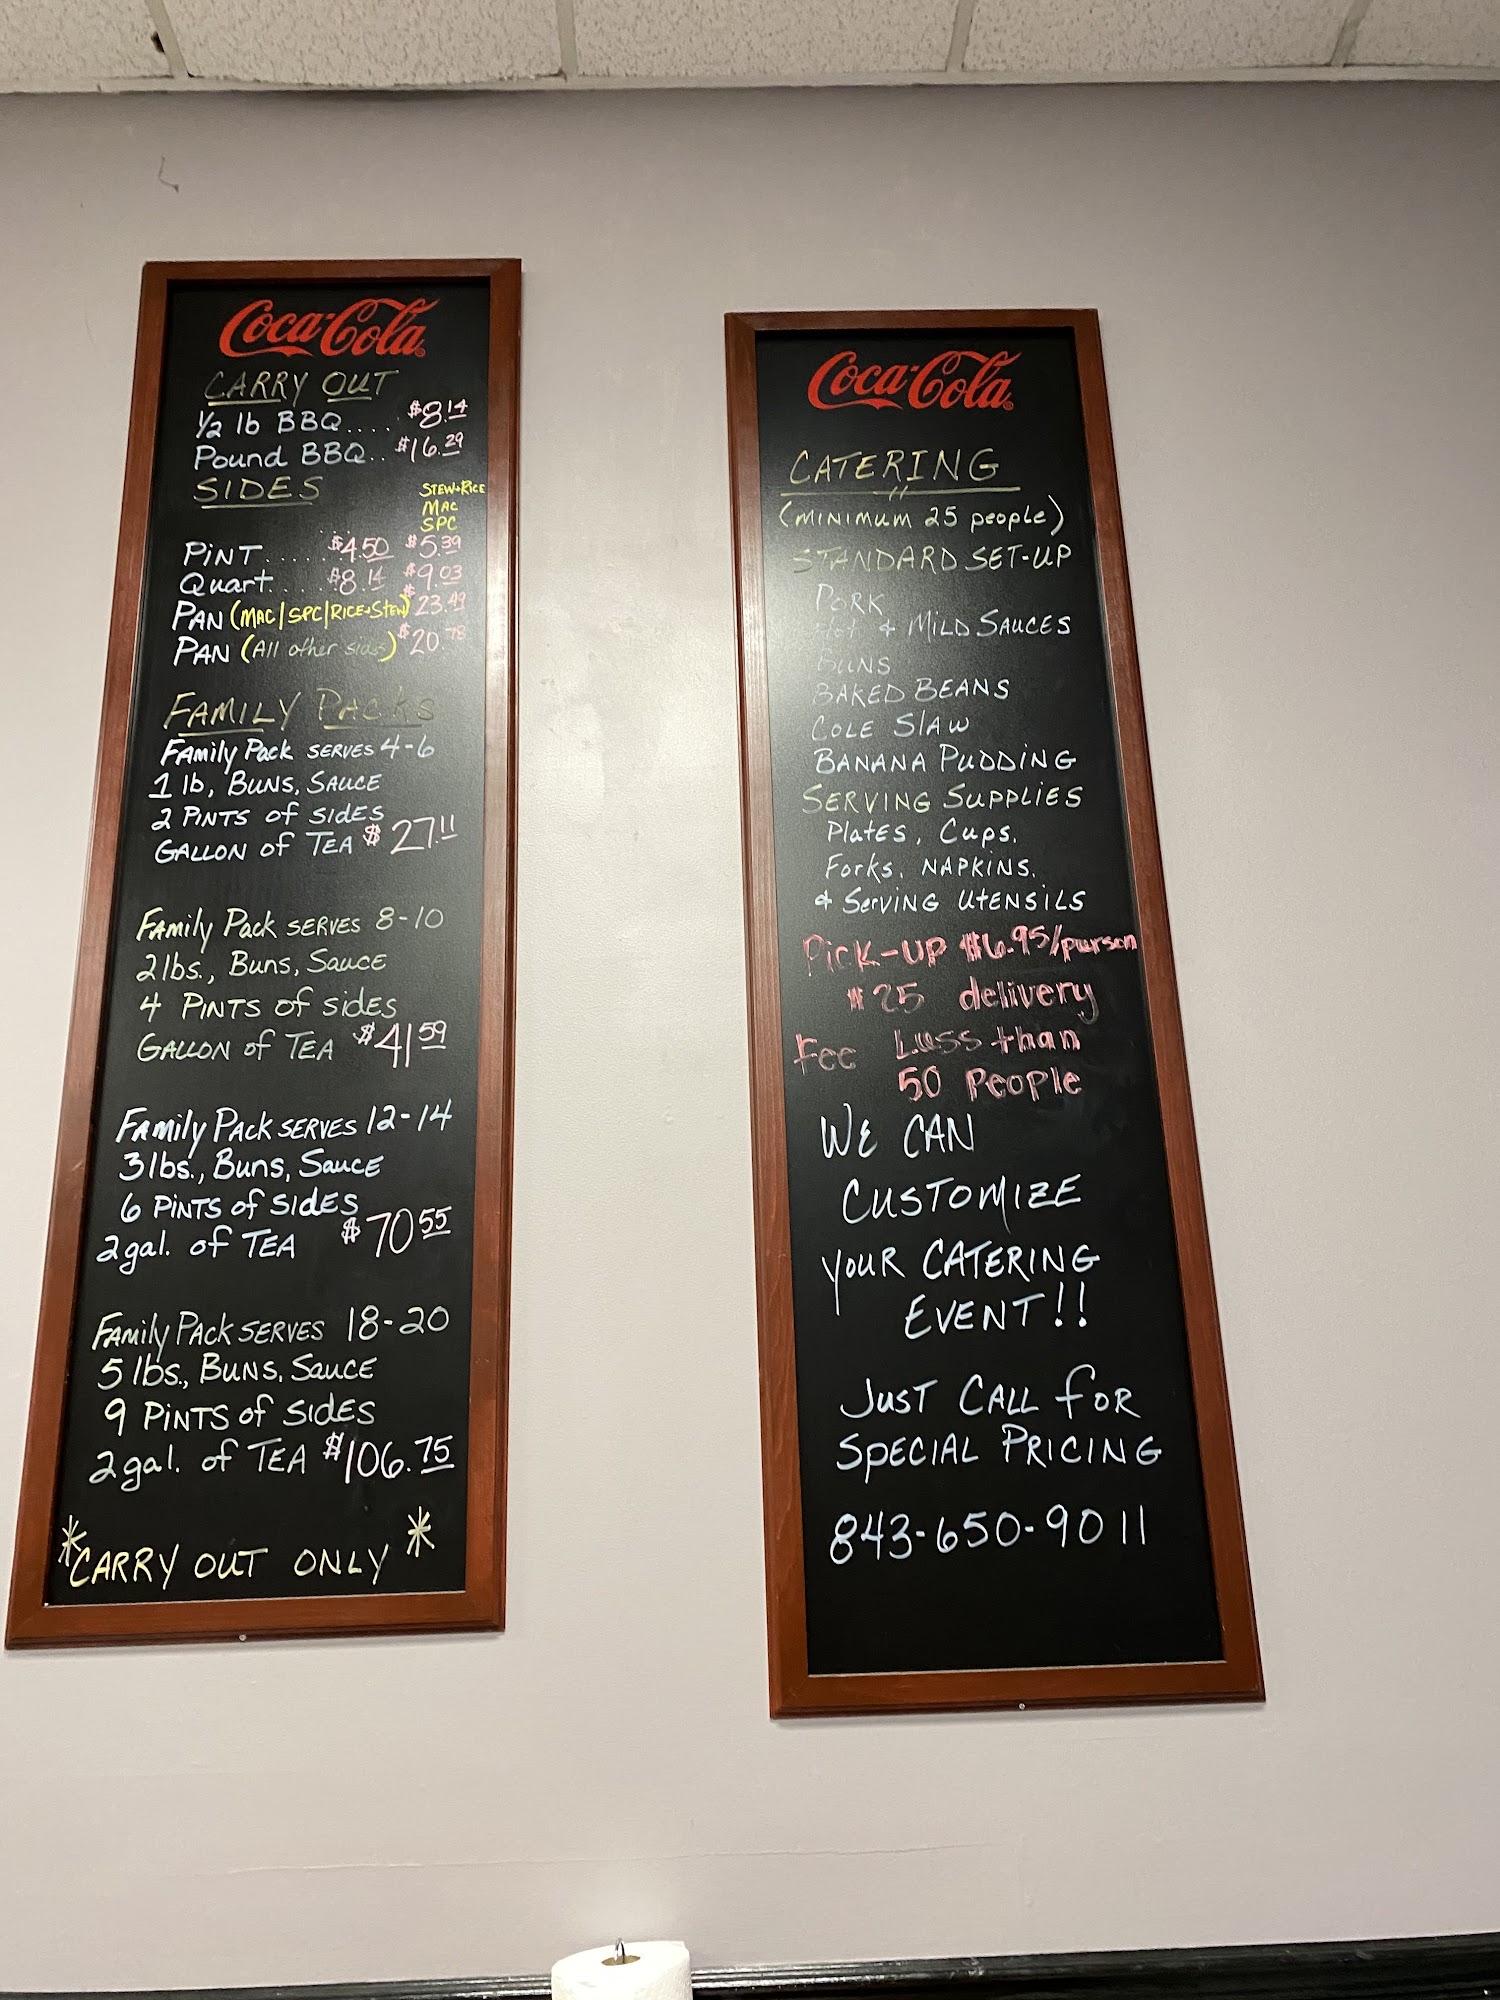 Coca-Cola
CARRY OUT
1/2 lb BBQ.... $8.14
Pound BBQ.. $16.29
SIDES
STEW+RICE
MAC
SPC
PINT..... $4.50 $5.39
Quart.... $8.14 $9.03
PAN (MAC/SPC/RICE+STEW) $23.49
PAN (All other sides) $20.78
FAMILY PACKS
FAMILY PACK SERVES 4-6
1 lb, BUNS, SAUCE
2 PINTS OF SIDES
GALLON OF TEA $27.11
FAMILY PACK SERVES 8-10
2 lbs., Buns, Sauce
4 PINTS OF sides
GALLON OF TEA $41.59
FAMILY PACK SERVES 12-14
3 lbs., Buns, Sauce
6 PINTS of SIDES
2 gal. of TEA $70.55
FAMILY PACK SERVES 18-20
5 lbs., BUNS, SAUCE
9 PINTS of SIDES
2 gal. of TEA $106.75
*CARRY OUT ONLY*
Coca-Cola
CATERING
(MINIMUM 25 people)
STANDARD SET-UP
PORK
Hot & MILD SAUCES
BUNS
BAKED BEANS
COLE SLAW
BANANA PUDDING
SERVING SUPPLIES
PLATES, CUPS,
Forks, NAPKINS,
& SERVING UTENSILS
PICK-UP $6.95/person
$25 delivery
Fee Less than
50 PEOPLE
WE CAN
CUSTOMIZE
YOUR CATERING
EVENT!!
JUST CALL FOR
SPECIAL PRICING
843-650-9011